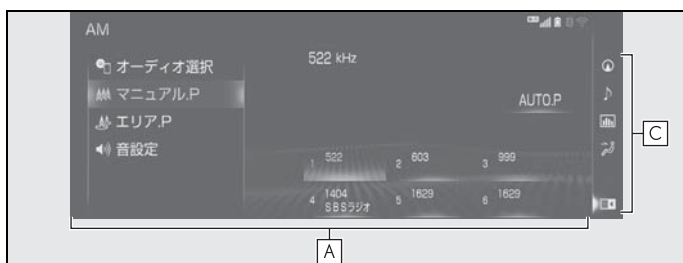 AM
522 kHz
オーディオ選択
マニュアル.P
エリア.P
音設定
AUTO.P
1 522
2 603
3 999
4 1404
SBSラジオ
5 1629
6 1629
C
A